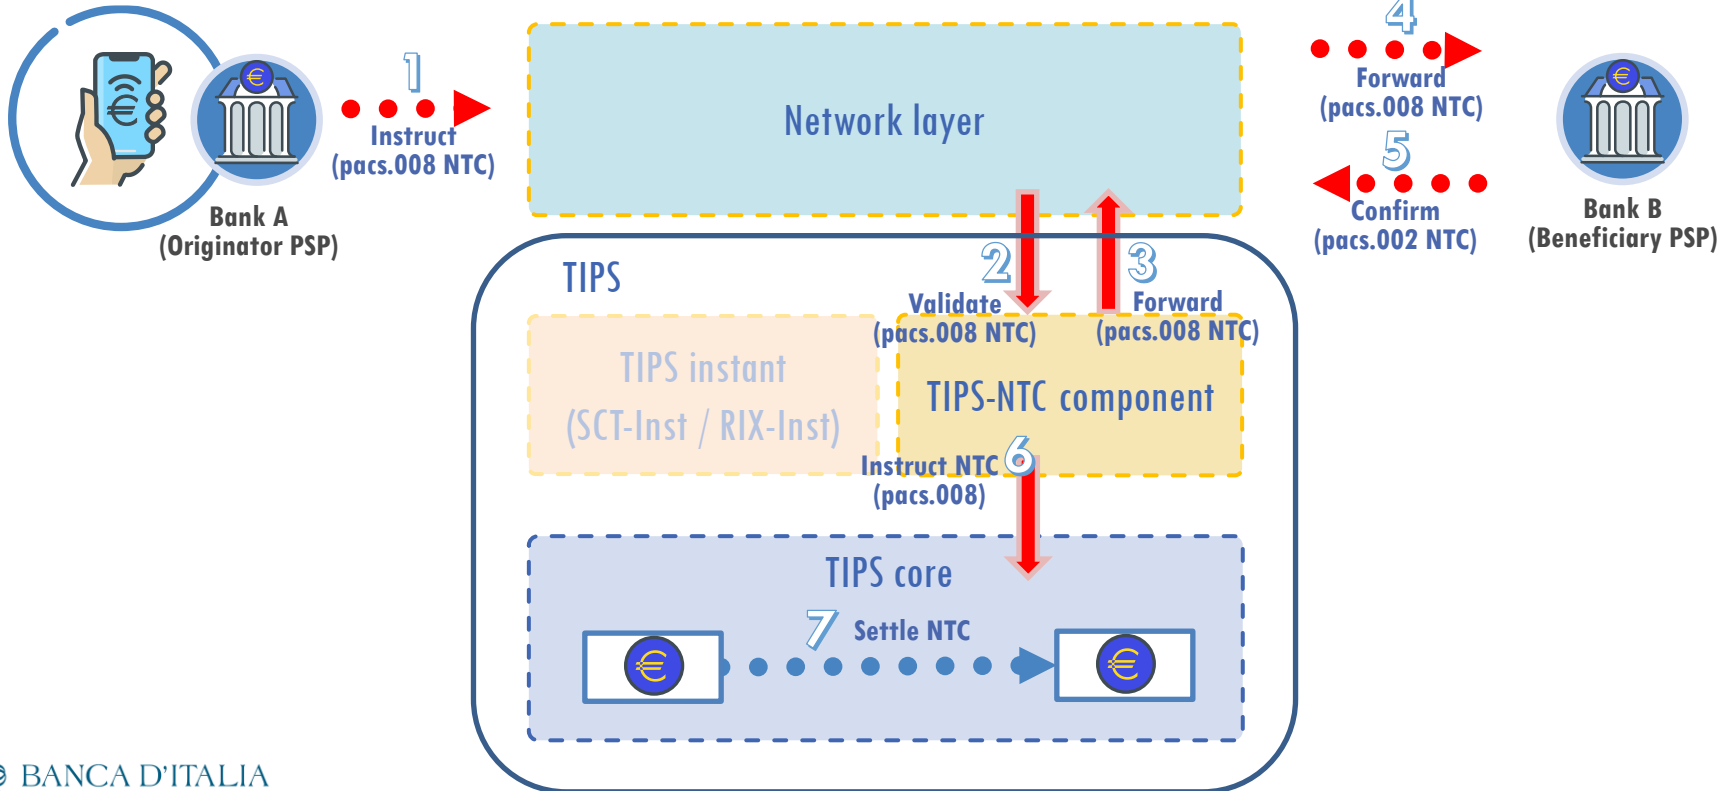 1
Instruct
(pacs.008 NTC)
Bank A
(Originator PSP)
Network layer
4
Forward
(pacs.008 NTC)
5
Confirm
(pacs.002 NTC)
Bank B
(Beneficiary PSP)
TIPS
2
Validate
(pacs.008 NTC)
3
Forward
(pacs.008 NTC)
TIPS instant
(SCT-Inst / RIX-Inst)
TIPS-NTC component
6
Instruct NTC
(pacs.008)
TIPS core
7 Settle NTC
€
€
BANCA D'ITALIA